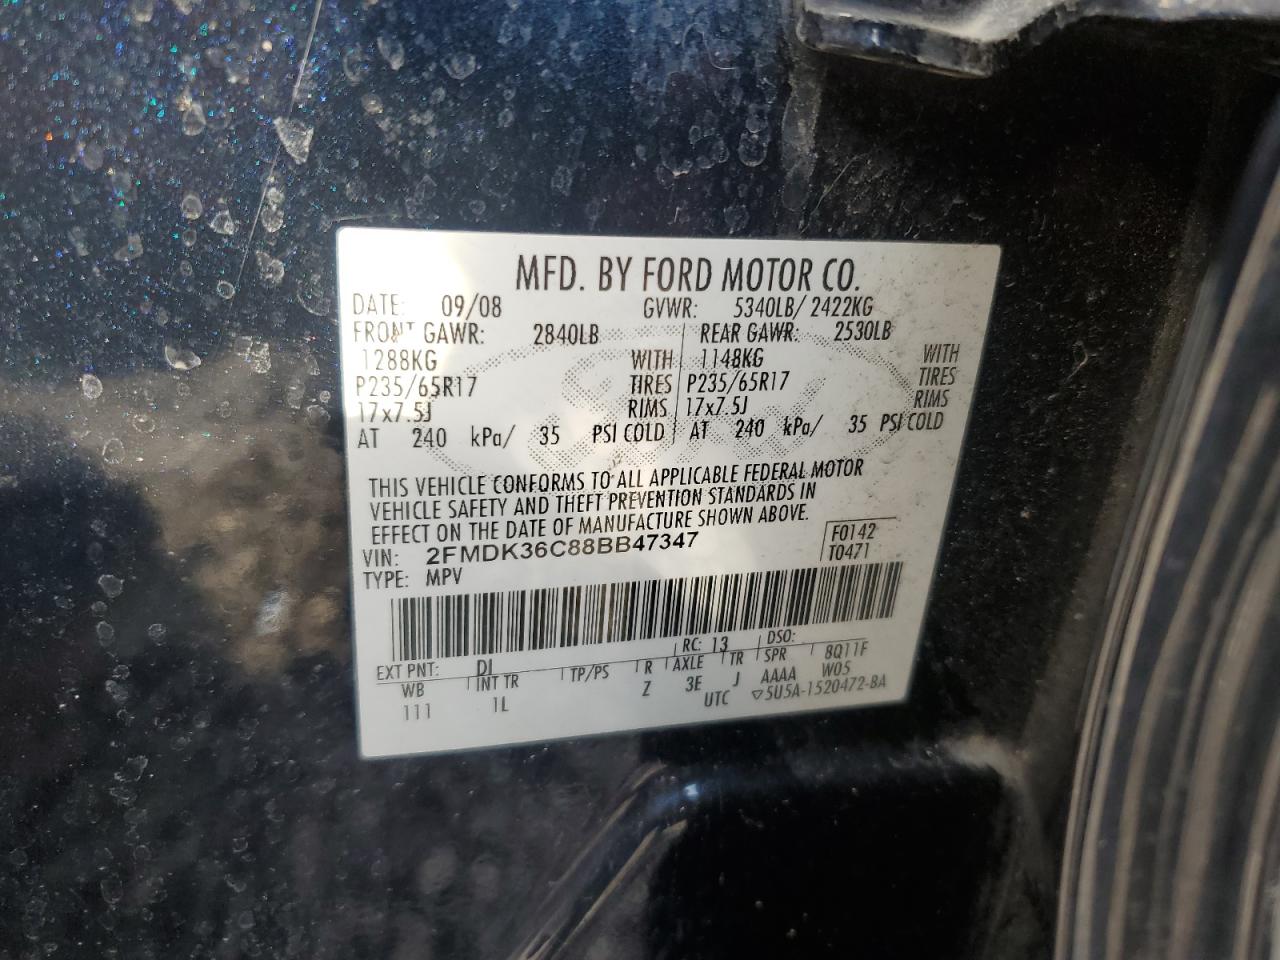 MFD. BY FORD MOTOR CO.
DATE: 09/08 GVWR: 5340LB/ 2422KG
FRONT GAWR: 2840LB REAR GAWR: 2530LB
1288KG WITH 1148KG WITH
P235/65R17 TIRES P235/65R17 TIRES
17x7.5J RIMS 17x7.5J RIMS
AT 240 kPa/ 35 PSI COLD AT 240 kPa/ 35 PSI COLD
THIS VEHICLE CONFORMS TO ALL APPLICABLE FEDERAL MOTOR
VEHICLE SAFETY AND THEFT PREVENTION STANDARDS IN
EFFECT ON THE DATE OF MANUFACTURE SHOWN ABOVE.
VIN: 2FMDK36C88BB47347 F0142
TYPE: MPV T0471
EXT PNT: DI RC: 13 DSO:
WB INT TR TP/PS R AXLE TR SPR 8Q11F
111 1L Z 3E J AAAA W05
UTC ▽5U5A-1520472-BA